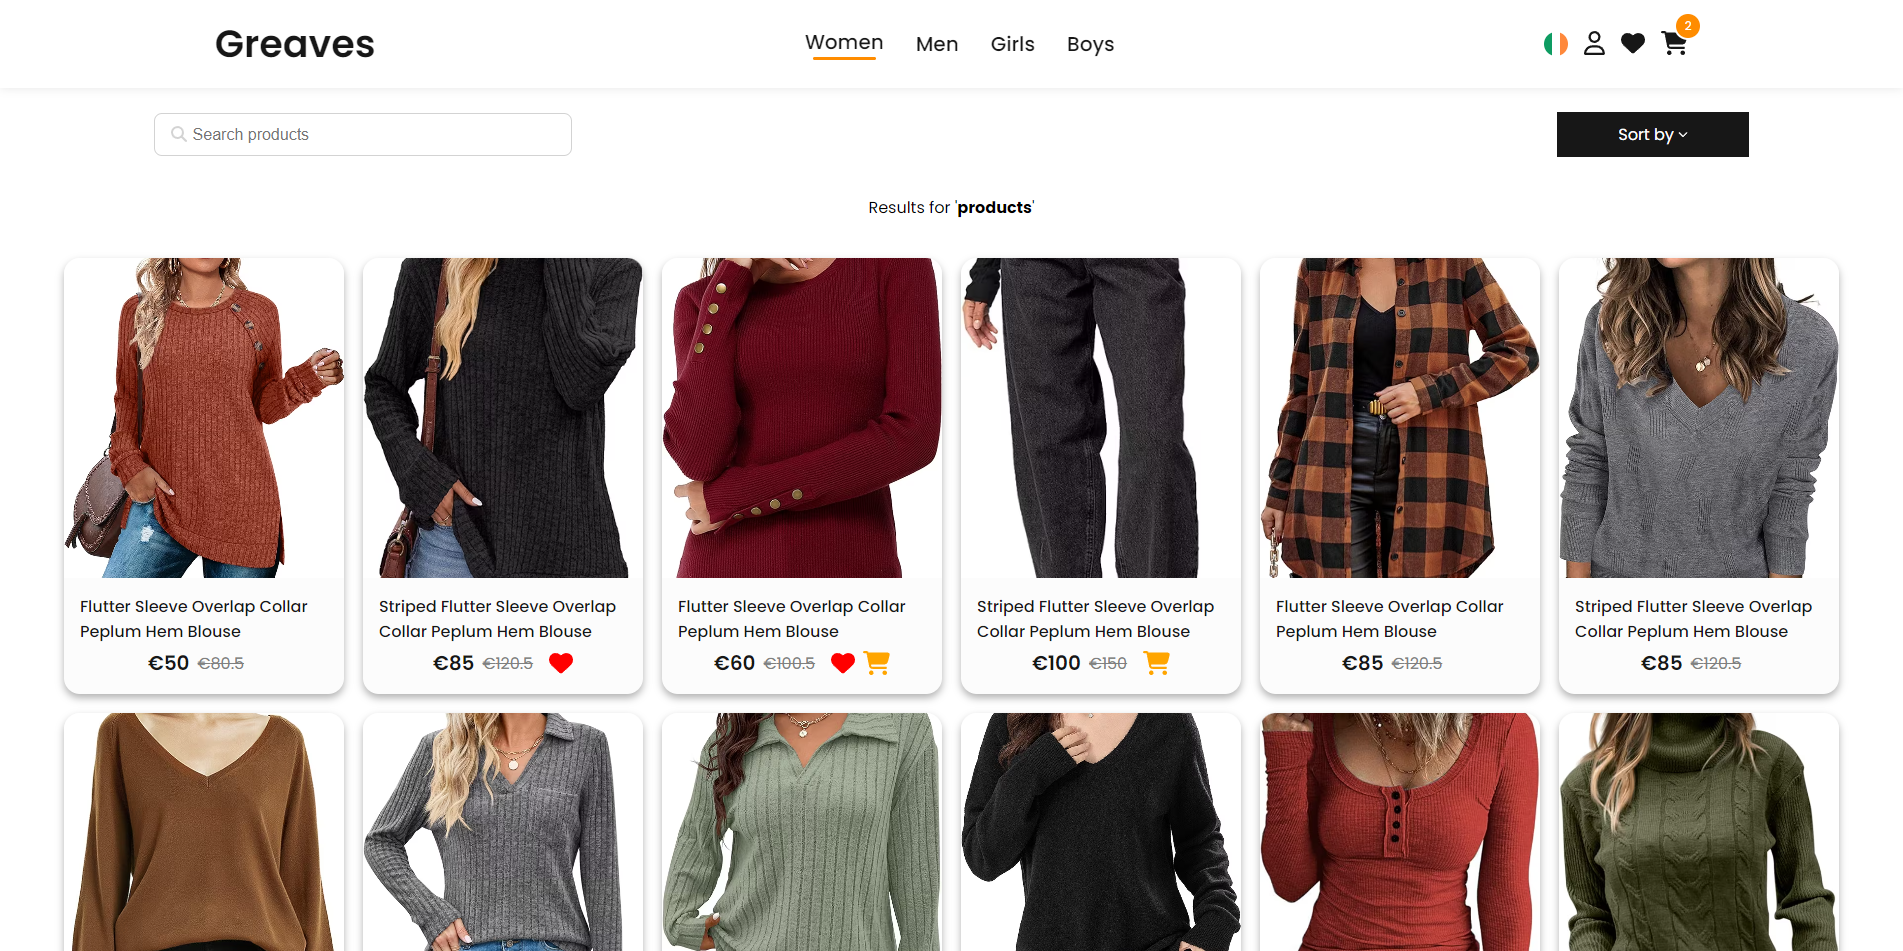 Greaves
Women Men Girls Boys
2
Search products
Sort by
Results for 'products'
Flutter Sleeve Overlap Collar
Peplum Hem Blouse
€50 €80.5
Striped Flutter Sleeve Overlap
Collar Peplum Hem Blouse
€85 €120.5
Flutter Sleeve Overlap Collar
Peplum Hem Blouse
€60 €100.5
Striped Flutter Sleeve Overlap
Collar Peplum Hem Blouse
€100 €150
Flutter Sleeve Overlap Collar
Peplum Hem Blouse
€85 €120.5
Striped Flutter Sleeve Overlap
Collar Peplum Hem Blouse
€85 €120.5